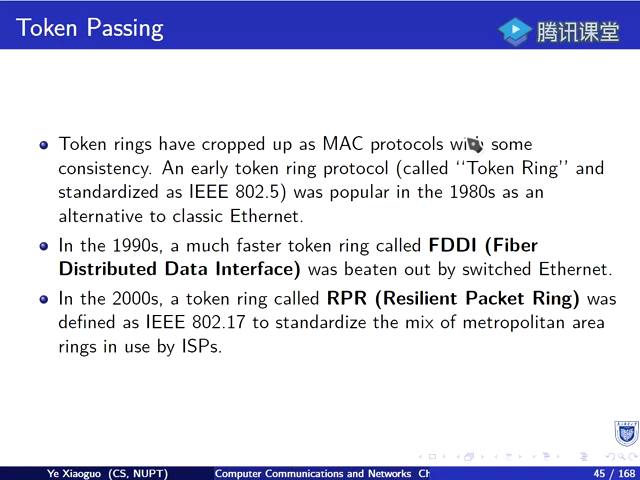 Token Passing
腾讯课堂
Token rings have cropped up as MAC protocols with some
consistency. An early token ring protocol (called ‘‘Token Ring’’ and
standardized as IEEE 802.5) was popular in the 1980s as an
alternative to classic Ethernet.
In the 1990s, a much faster token ring called FDDI (Fiber
Distributed Data Interface) was beaten out by switched Ethernet.
In the 2000s, a token ring called RPR (Resilient Packet Ring) was
defined as IEEE 802.17 to standardize the mix of metropolitan area
rings in use by ISPs.
Ye Xiaoguo (CS, NUPT) Computer Communications and Networks Ch 45 / 168